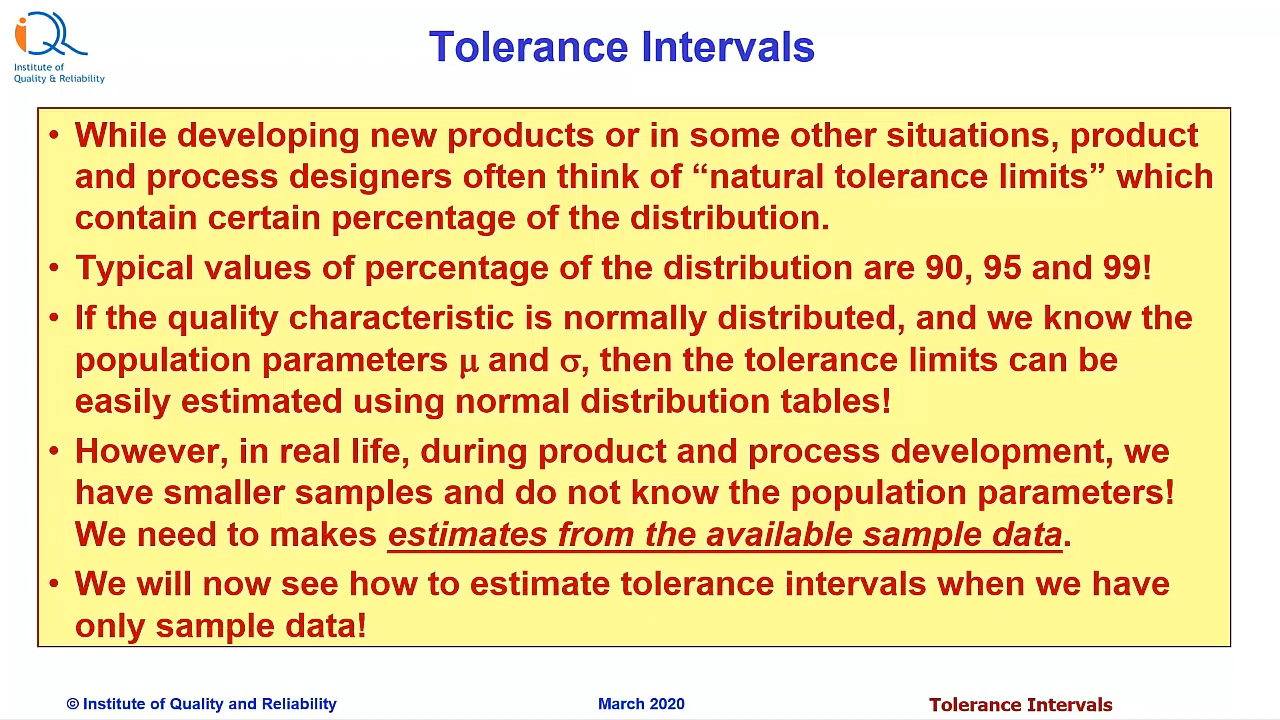 iQR
Institute of
Quality & Reliability
Tolerance Intervals
• While developing new products or in some other situations, product
and process designers often think of “natural tolerance limits” which
contain certain percentage of the distribution.
• Typical values of percentage of the distribution are 90, 95 and 99!
• If the quality characteristic is normally distributed, and we know the
population parameters μ and σ, then the tolerance limits can be
easily estimated using normal distribution tables!
• However, in real life, during product and process development, we
have smaller samples and do not know the population parameters!
We need to makes estimates from the available sample data.
• We will now see how to estimate tolerance intervals when we have
only sample data!
© Institute of Quality and Reliability
March 2020
Tolerance Intervals